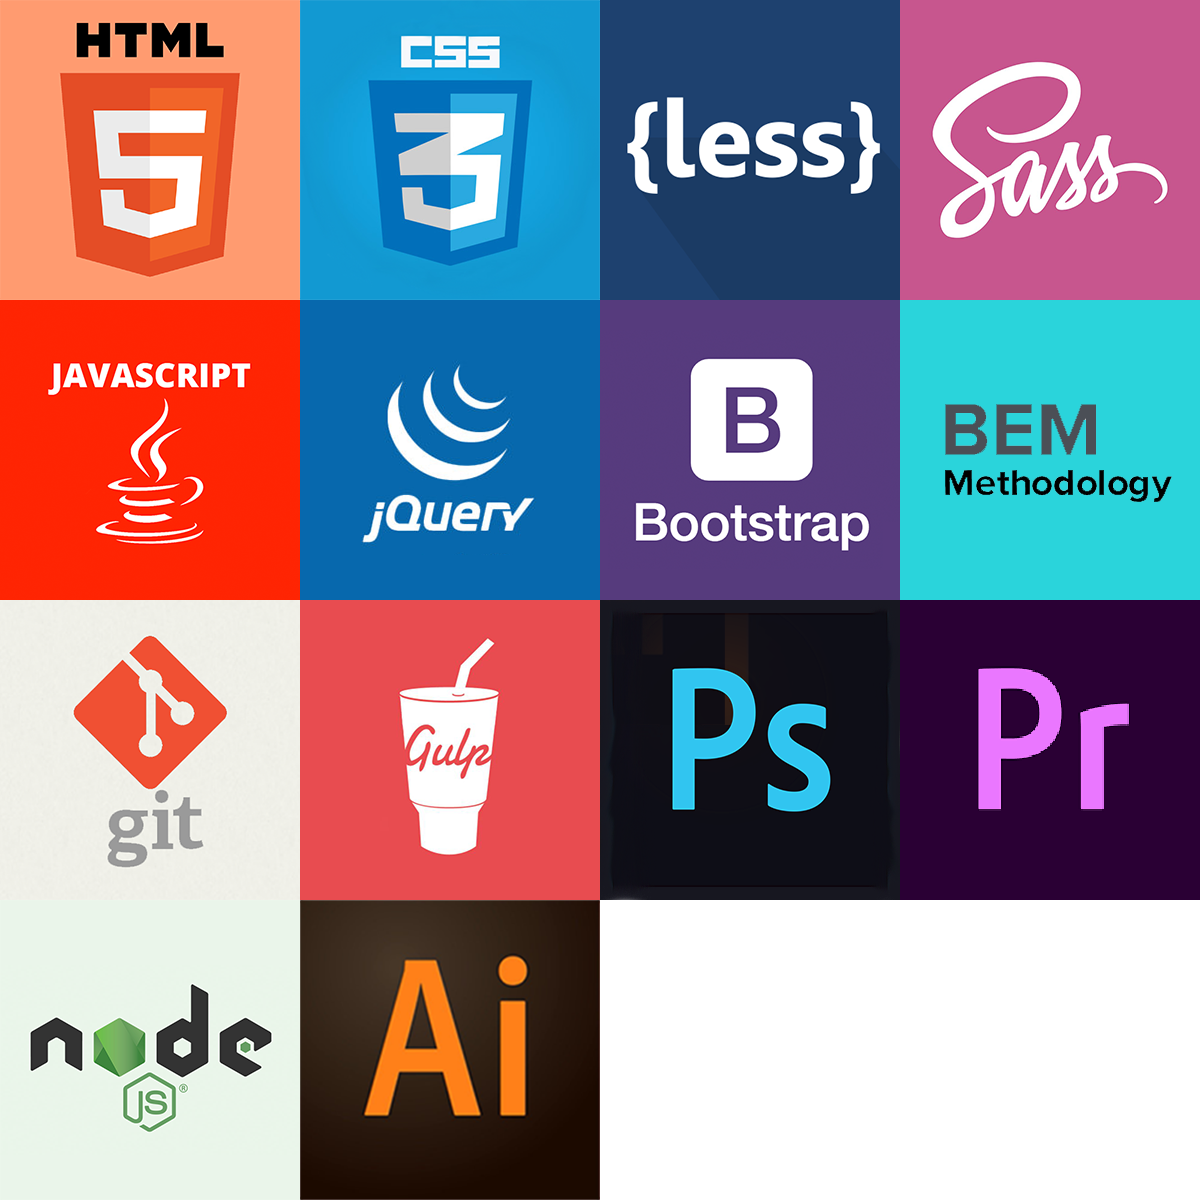 HTML
5
CSS
3
{less}
Sass
JAVASCRIPT
jQuery
B
Bootstrap
BEM
Methodology
git
Gulp
Ps
Pr
node
JS®
Ai